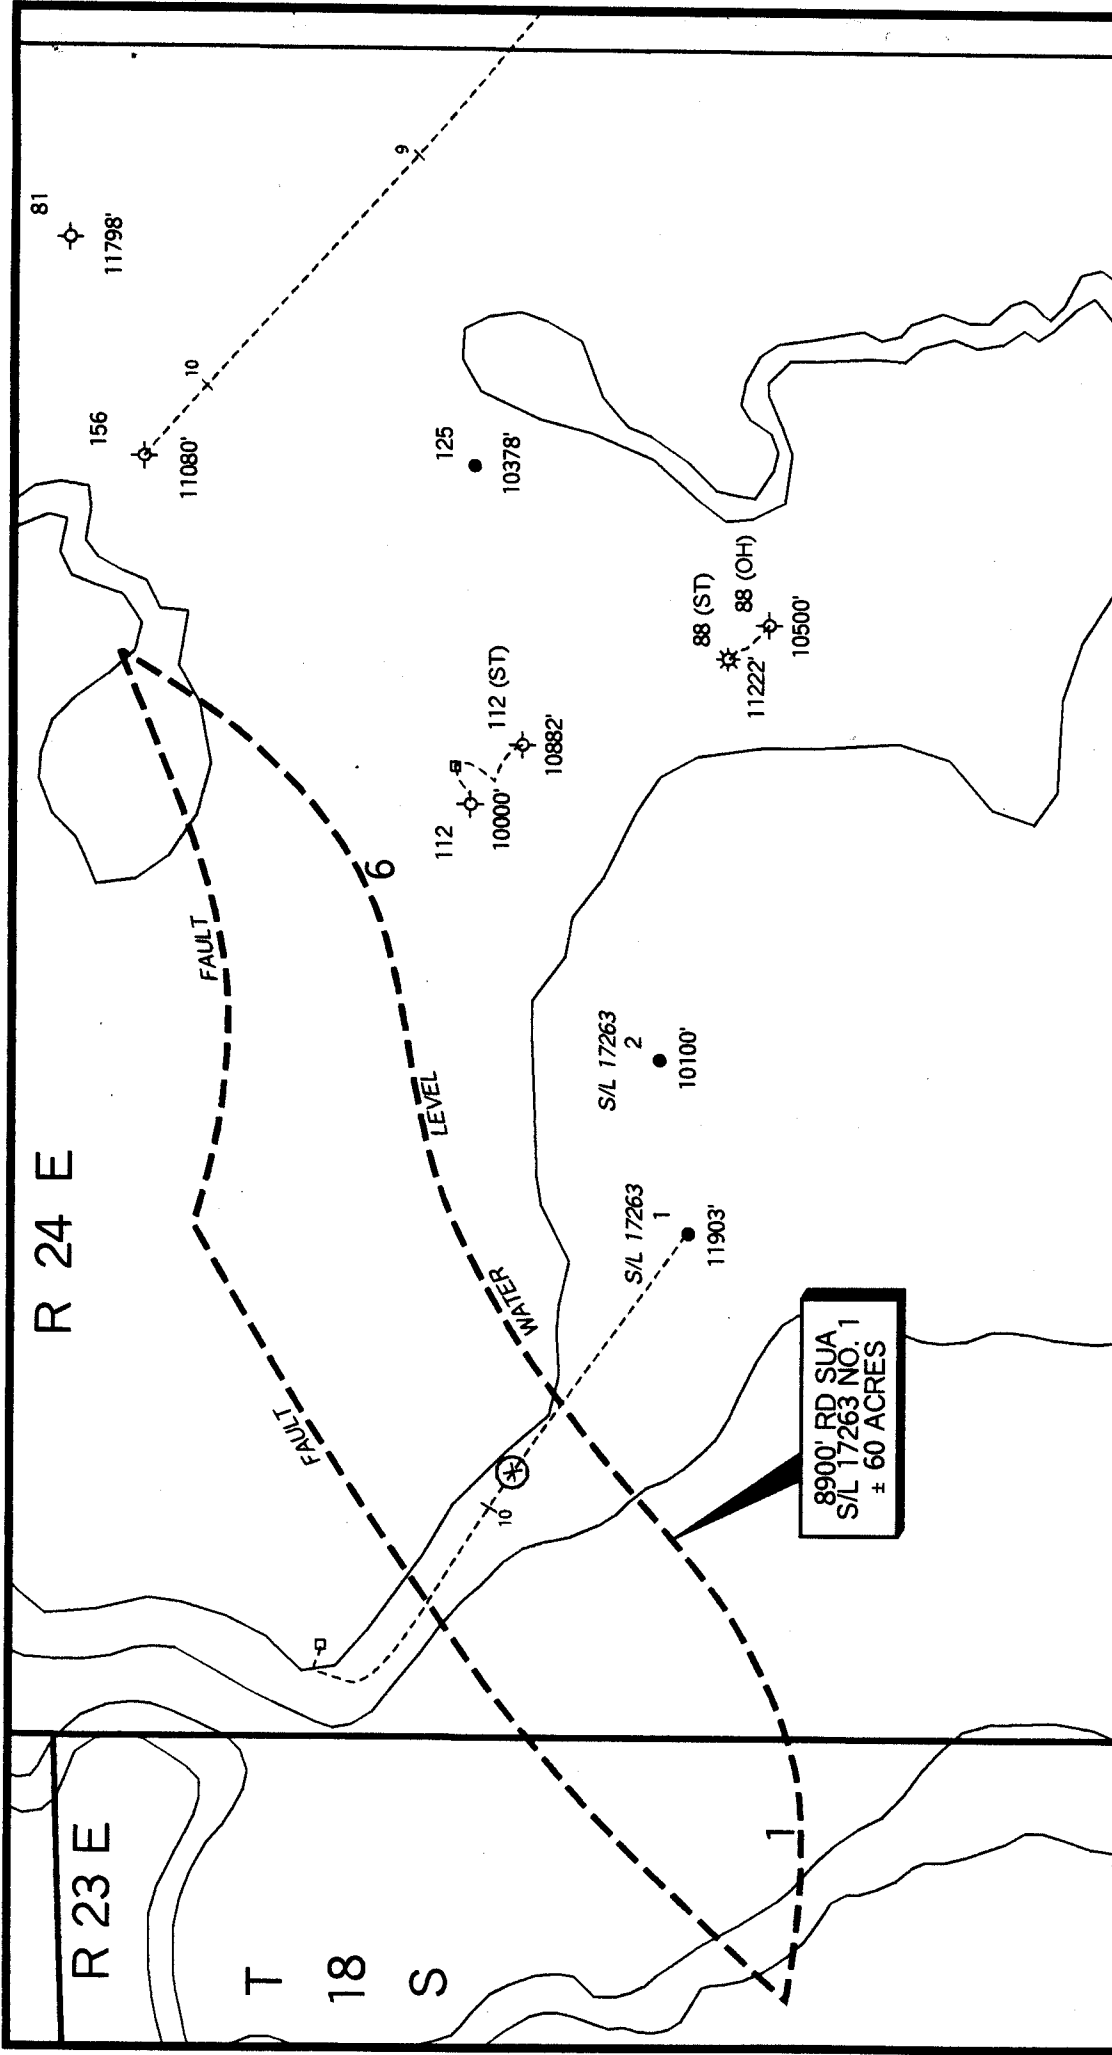 R 23 E
R 24 E
T
18
S
81
11798'
9
10
156
11080'
125
10378'
88 (ST)
88 (OH)
11222'
10500'
112 (ST)
112
10000'
10882'
FAULT
6
LEVEL
S/L 17263
2
10100'
S/L 17263
1
11903'
WATER
FAULT
10
8900' RD SUA
S/L 17263 NO. 1
± 60 ACRES
1